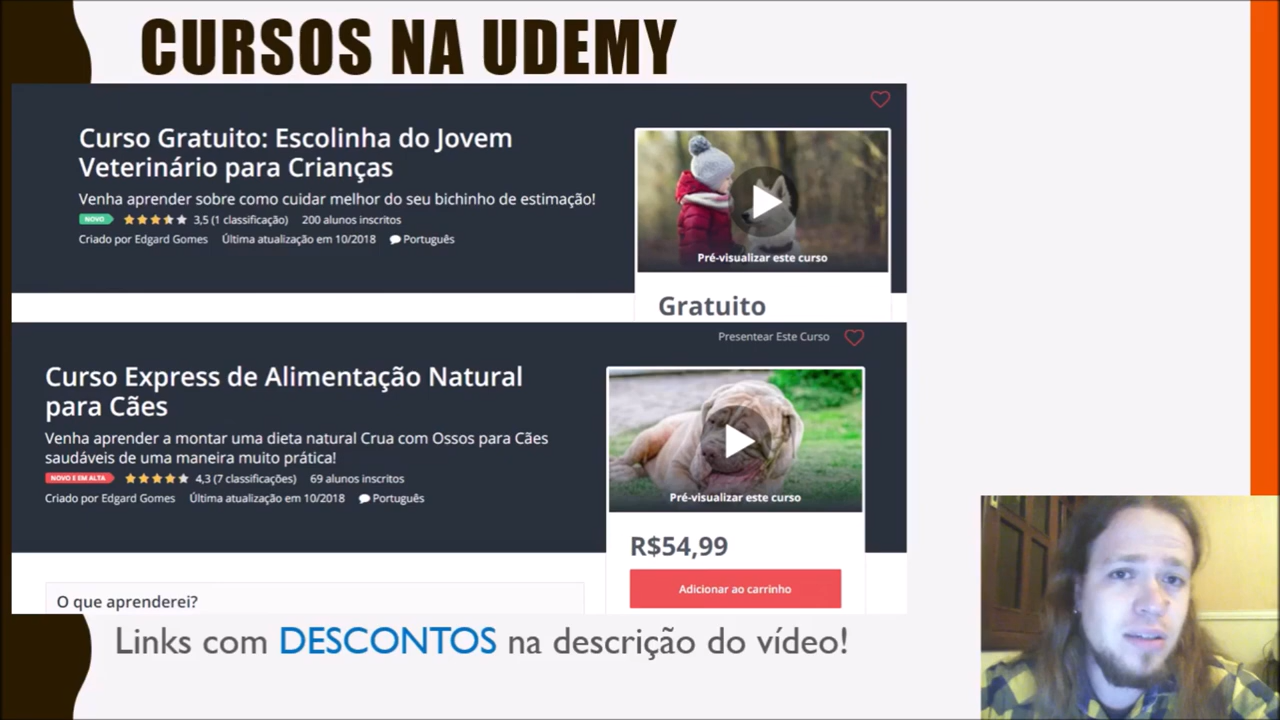 CURSOS NA UDEMY
Curso Gratuito: Escolinha do Jovem
Veterinário para Crianças
Venha aprender sobre como cuidar melhor do seu bichinho de estimação!
NOVO 3,5 (1 classificação) 200 alunos inscritos
Criado por Edgard Gomes Última atualização em 10/2018 Português
Pré-visualizar este curso
Gratuito
Presentear Este Curso
Curso Express de Alimentação Natural
para Cães
Venha aprender a montar uma dieta natural Crua com Ossos para Cães
saudáveis de uma maneira muito prática!
NOVO E EM ALTA 4,3 (7 classificações) 69 alunos inscritos
Criado por Edgard Gomes Última atualização em 10/2018 Português
Pré-visualizar este curso
R$54,99
Adicionar ao carrinho
O que aprenderei?
Links com DESCONTOS na descrição do vídeo!